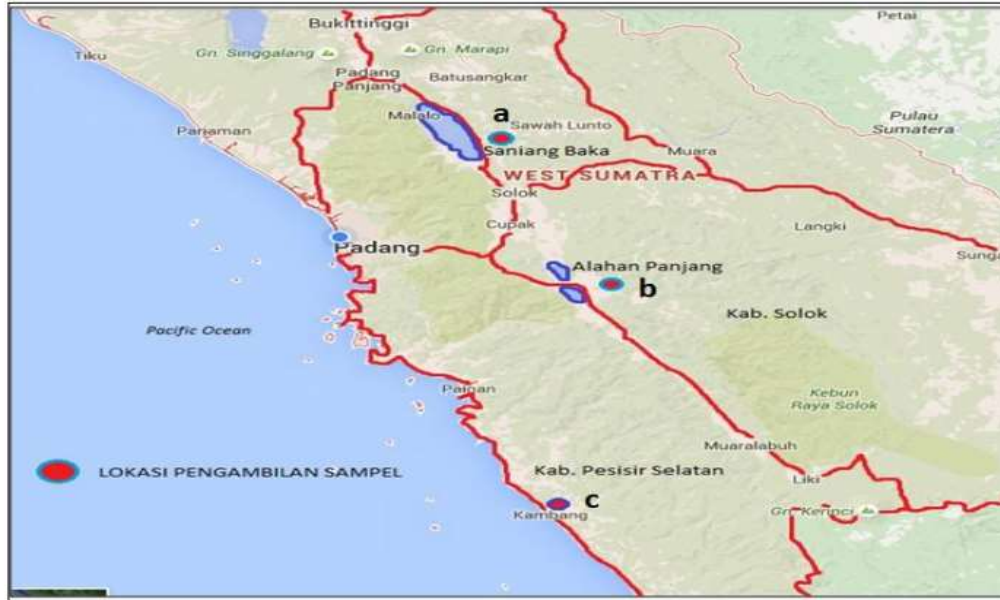 Bukittinggi
Petai
Tiku
Gn. Singgalang
Gn. Marapi
Padang
Panjang
Batusangkar
Malalo
a
Sawah Lunto
Pulau
Sumatera
Pariaman
Saniang Baka
Muara
WEST SUMATRA
Solok
Cupak
Langki
Padang
Sunga
Alahan Panjang
b
Kab. Solok
Pacific Ocean
Painan
Kebun
Raya Solok
Muaralabuh
LOKASI PENGAMBILAN SAMPEL
Kab. Pesisir Selatan
Liki
c
Kambang
Gn. Kerinci